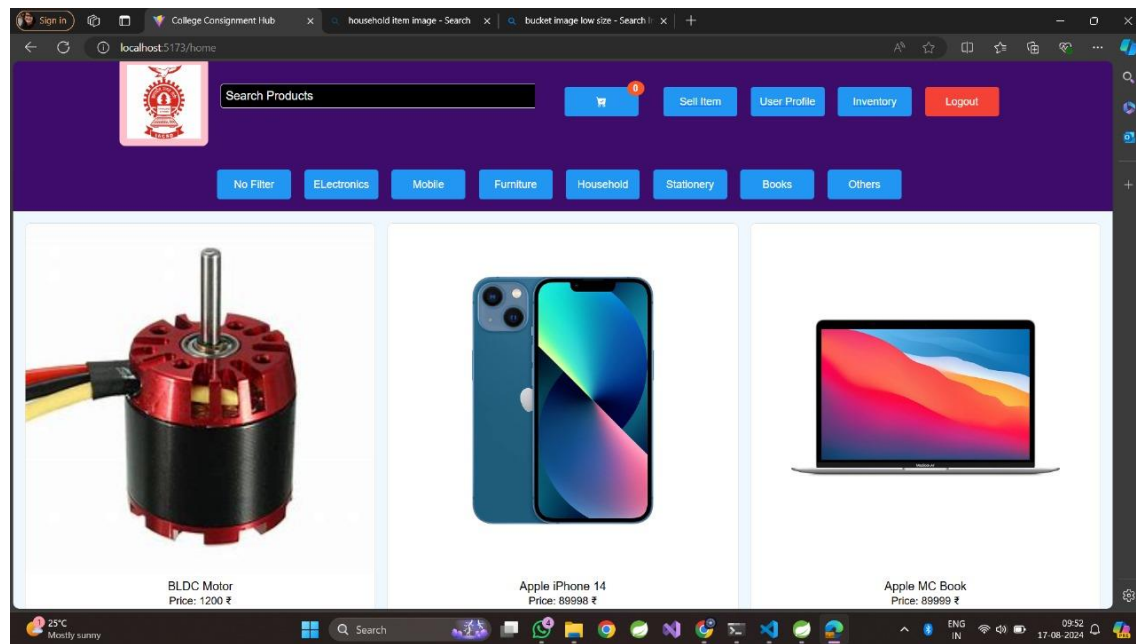 Sign in
College Consignment Hub
household item image - Search
bucket image low size - Search
localhost:5173/home
Search Products
0
Sell Item
User Profile
Inventory
Logout
No Filter
ELectronics
Mobile
Furniture
Household
Stationery
Books
Others
BLDC Motor
Price: 1200 ₹
Apple iPhone 14
Price: 89998 ₹
Apple MC Book
Price: 89999 ₹
25°C
Mostly sunny
Search
ENG
IN
09:52
17-08-2024